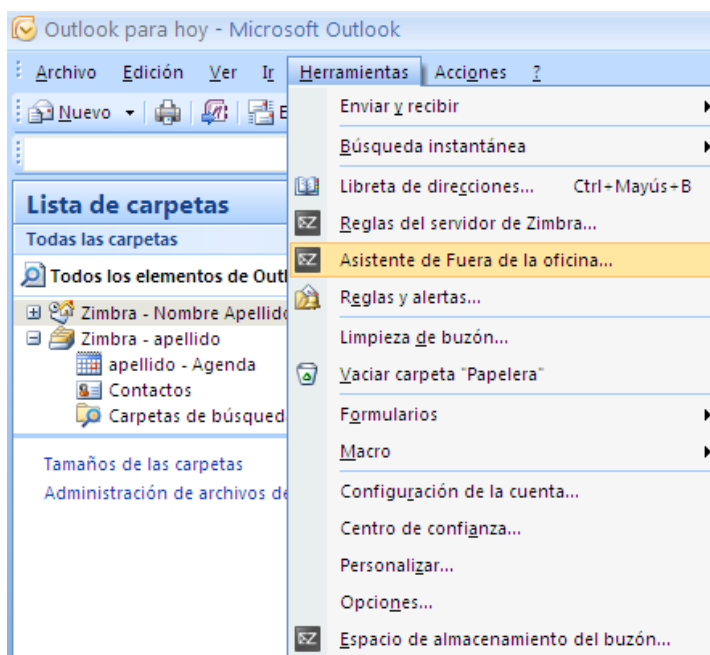 Outlook para hoy - Microsoft Outlook
Archivo Edición Ver Ir Herramientas Acciones ?
Nuevo E
Enviar y recibir
Búsqueda instantánea
Libreta de direcciones... Ctrl+Mayús+B
Reglas del servidor de Zimbra...
Asistente de Fuera de la oficina...
Reglas y alertas...
Limpieza de buzón...
Vaciar carpeta "Papelera"
Formularios
Macro
Configuración de la cuenta...
Centro de confianza...
Personalizar...
Opciones...
Espacio de almacenamiento del buzón...
Lista de carpetas
Todas las carpetas
Todos los elementos de Outl
Zimbra - Nombre Apellido
Zimbra - apellido
apellido - Agenda
Contactos
Carpetas de búsqued
Tamaños de las carpetas
Administración de archivos de